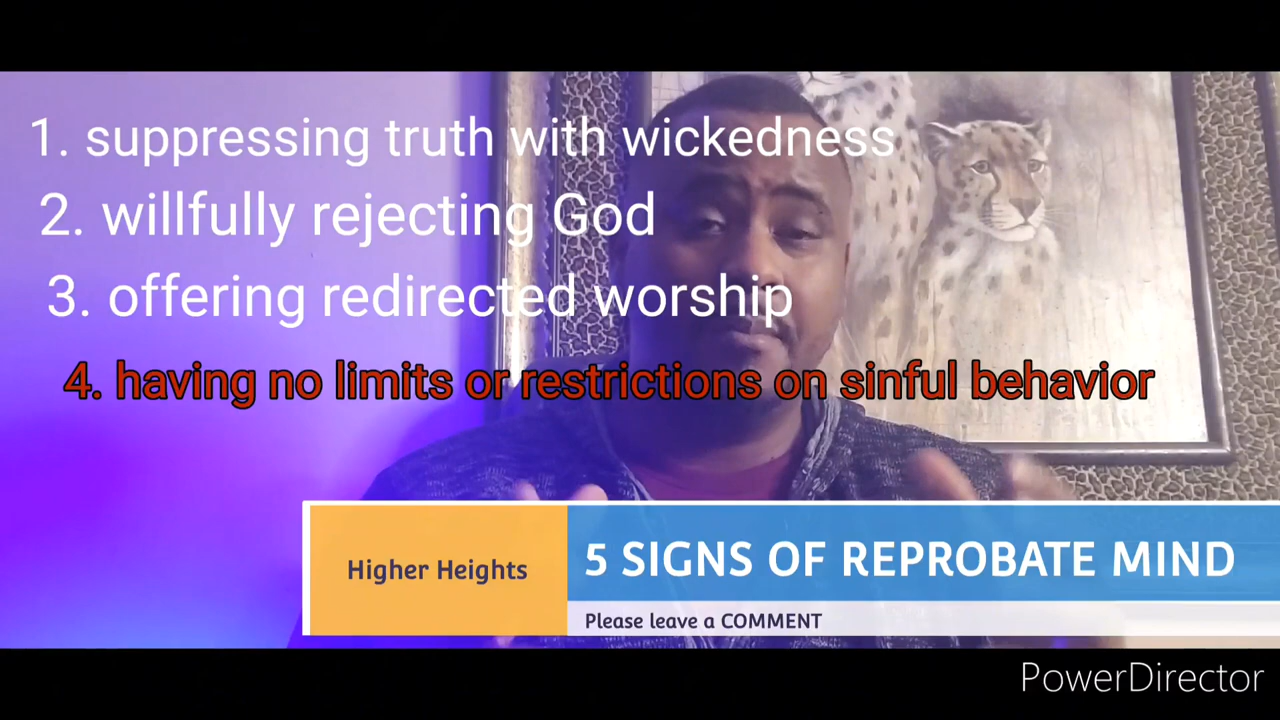 1. suppressing truth with wickedness
2. willfully rejecting God
3. offering redirected worship
4. having no limits or restrictions on sinful behavior
Higher Heights
5 SIGNS OF REPROBATE MIND
Please leave a COMMENT
PowerDirector